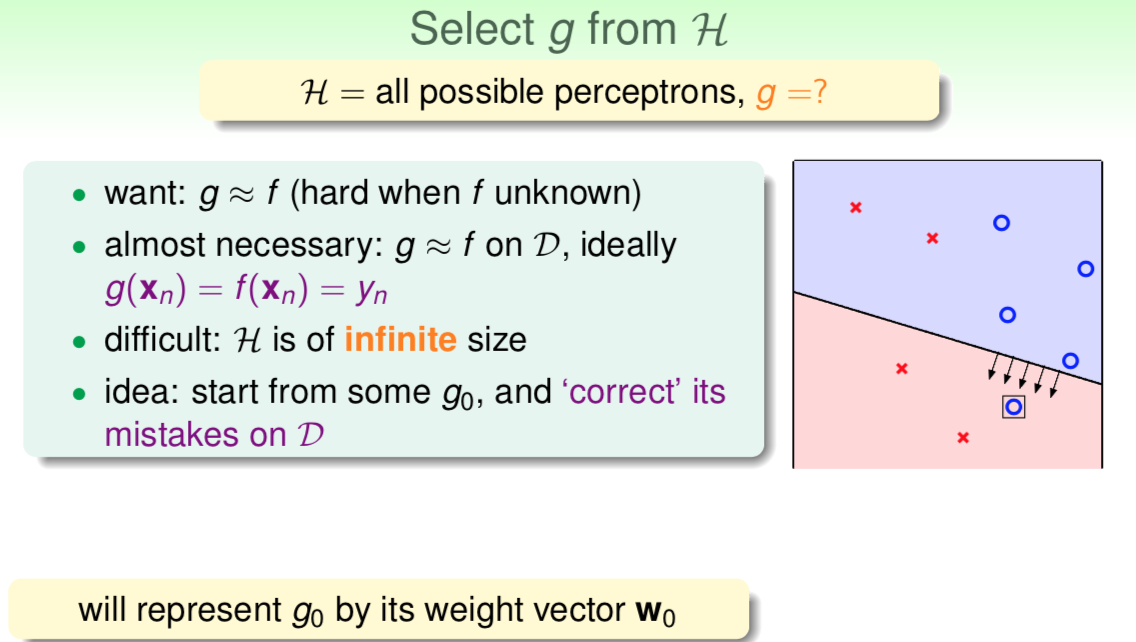 Select g from ℋ
ℋ = all possible perceptrons, g =?
• want: g ≈ f (hard when f unknown)
• almost necessary: g ≈ f on 𝒟, ideally
g(𝐱ₙ) = f(𝐱ₙ) = yₙ
• difficult: ℋ is of infinite size
• idea: start from some g₀, and ‘correct’ its
mistakes on 𝒟
will represent g₀ by its weight vector 𝐰₀